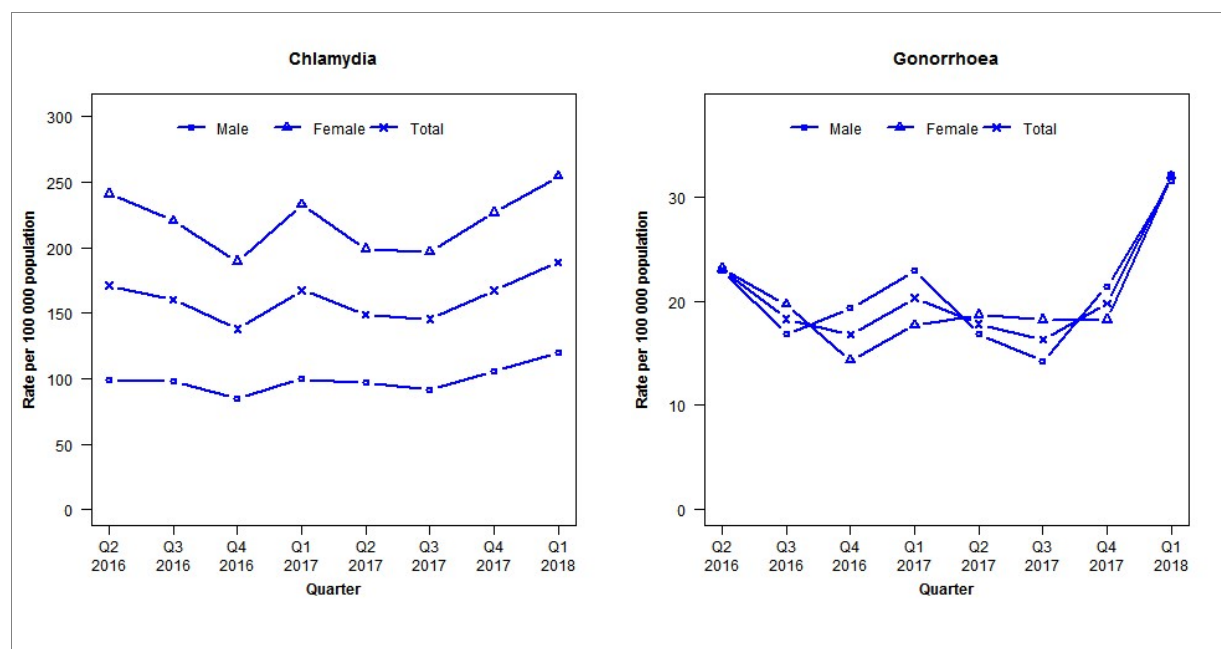 Chlamydia
Rate per 100 000 population
300
250
200
150
100
50
0
Male Female Total
Q2 Q3 Q4 Q1 Q2 Q3 Q4 Q1
2016 2016 2016 2017 2017 2017 2017 2018
Quarter
Gonorrhoea
Rate per 100 000 population
30
20
10
0
Male Female Total
Q2 Q3 Q4 Q1 Q2 Q3 Q4 Q1
2016 2016 2016 2017 2017 2017 2017 2018
Quarter